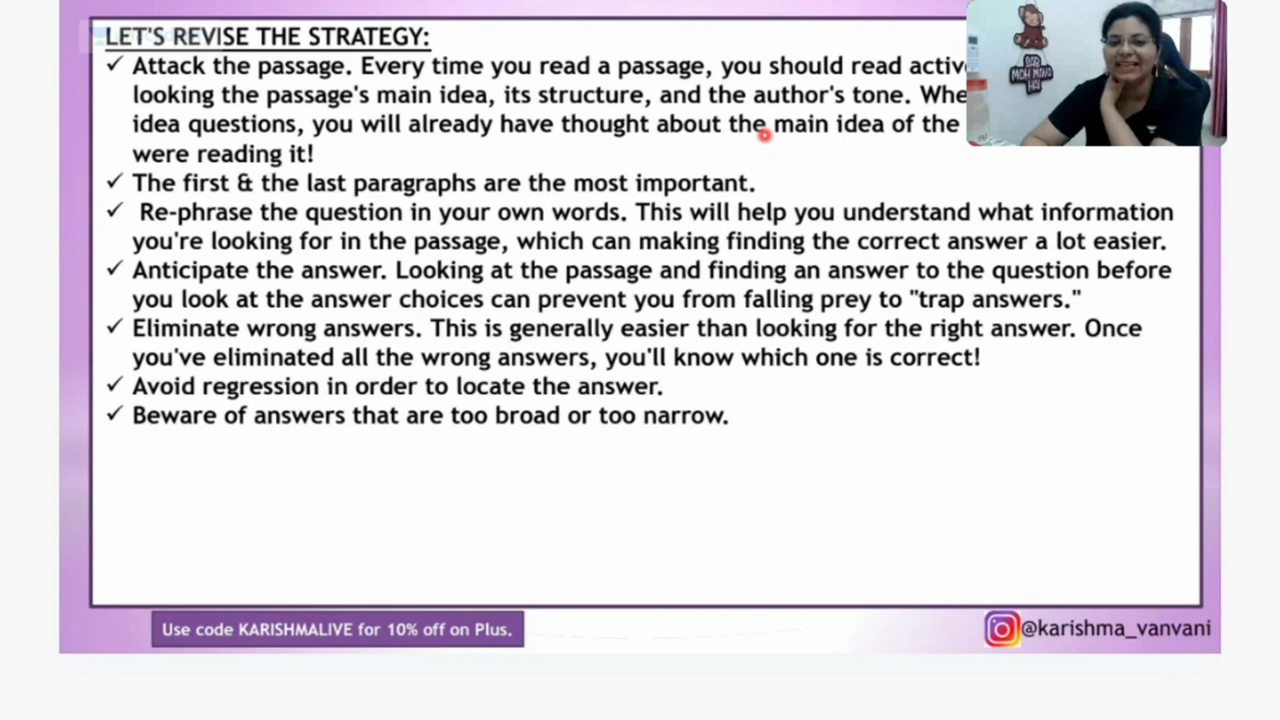 LET'S REVISE THE STRATEGY:
✓ Attack the passage. Every time you read a passage, you should read
looking the passage's main idea, its structure, and the author's tone.
idea questions, you will already have thought about the main idea of the
were reading it!
✓ The first & the last paragraphs are the most important.
✓ Re-phrase the question in your own words. This will help you understand what information
you're looking for in the passage, which can making finding the correct answer a lot easier.
✓ Anticipate the answer. Looking at the passage and finding an answer to the question before
you look at the answer choices can prevent you from falling prey to "trap answers."
✓ Eliminate wrong answers. This is generally easier than looking for the right answer. Once
you've eliminated all the wrong answers, you'll know which one is correct!
✓ Avoid regression in order to locate the answer.
✓ Beware of answers that are too broad or too narrow.
SAB
MOH MAYA
HAI
Use code KARISHMALIVE for 10% off on Plus.
@karishma_vanvani